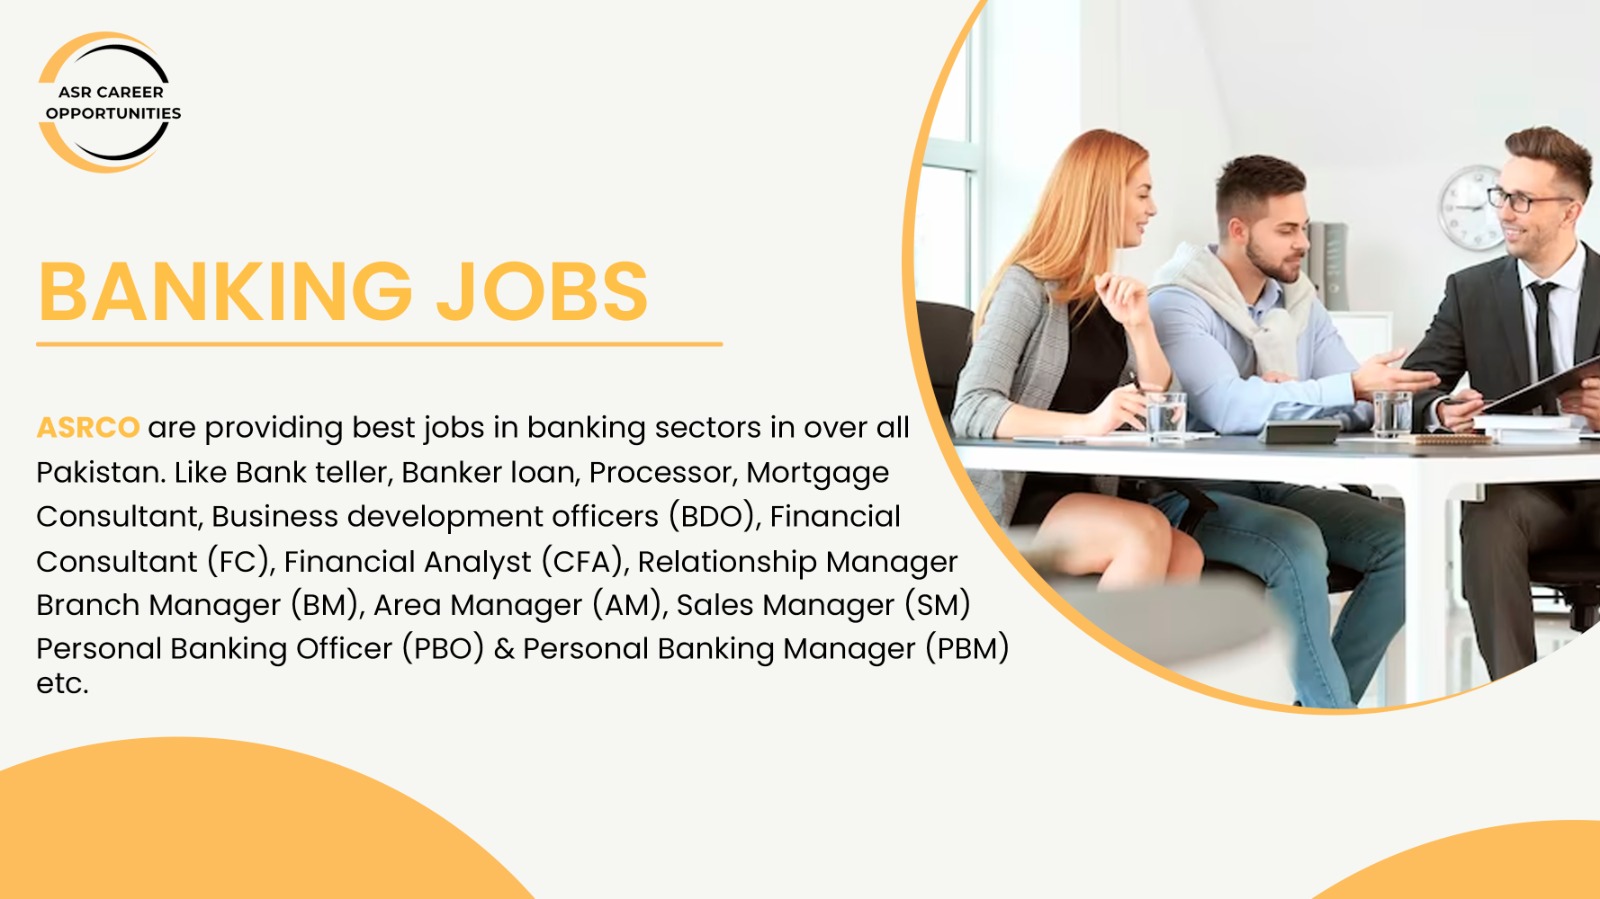 ASR CAREER
OPPORTUNITIES
BANKING JOBS
ASRCO are providing best jobs in banking sectors in over all
Pakistan. Like Bank teller, Banker loan, Processor, Mortgage
Consultant, Business development officers (BDO), Financial
Consultant (FC), Financial Analyst (CFA), Relationship Manager
Branch Manager (BM), Area Manager (AM), Sales Manager (SM)
Personal Banking Officer (PBO) & Personal Banking Manager (PBM)
etc.